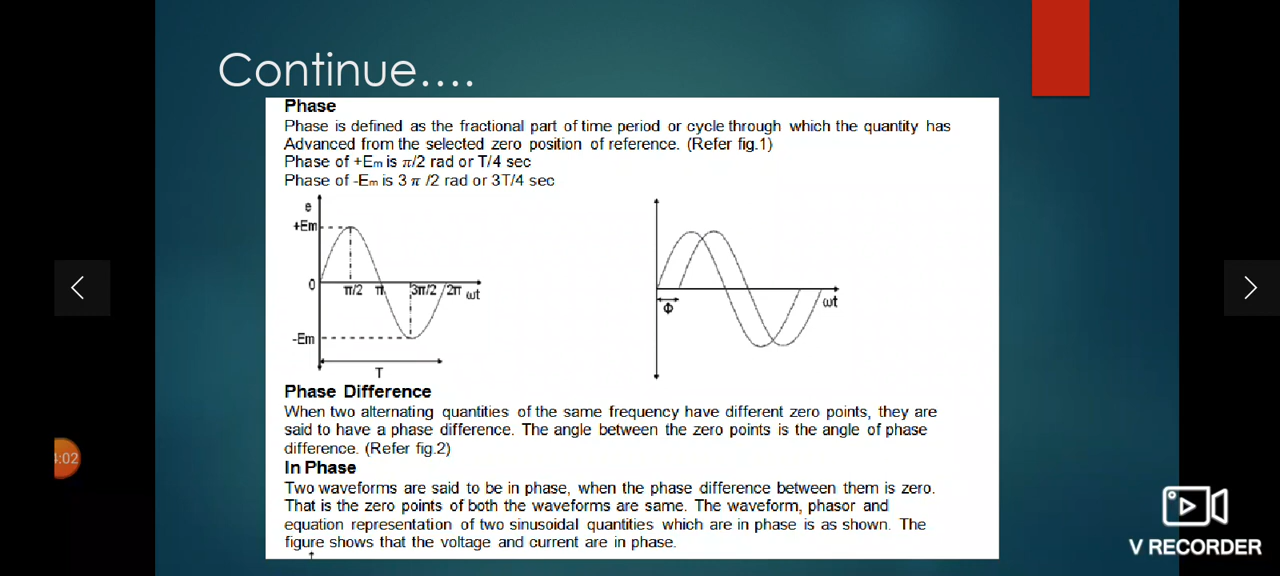 Continue....
Phase
Phase is defined as the fractional part of time period or cycle through which the quantity has
Advanced from the selected zero position of reference. (Refer fig.1)
Phase of +Em is π/2 rad or T/4 sec
Phase of -Em is 3 π /2 rad or 3T/4 sec
e
+Em
0
π/2 π 3π/2 2π ωt
-Em
T
Φ
ωt
Phase Difference
When two alternating quantities of the same frequency have different zero points, they are
said to have a phase difference. The angle between the zero points is the angle of phase
difference. (Refer fig.2)
In Phase
Two waveforms are said to be in phase, when the phase difference between them is zero.
That is the zero points of both the waveforms are same. The waveform, phasor and
equation representation of two sinusoidal quantities which are in phase is as shown. The
figure shows that the voltage and current are in phase.
:02
V RECORDER